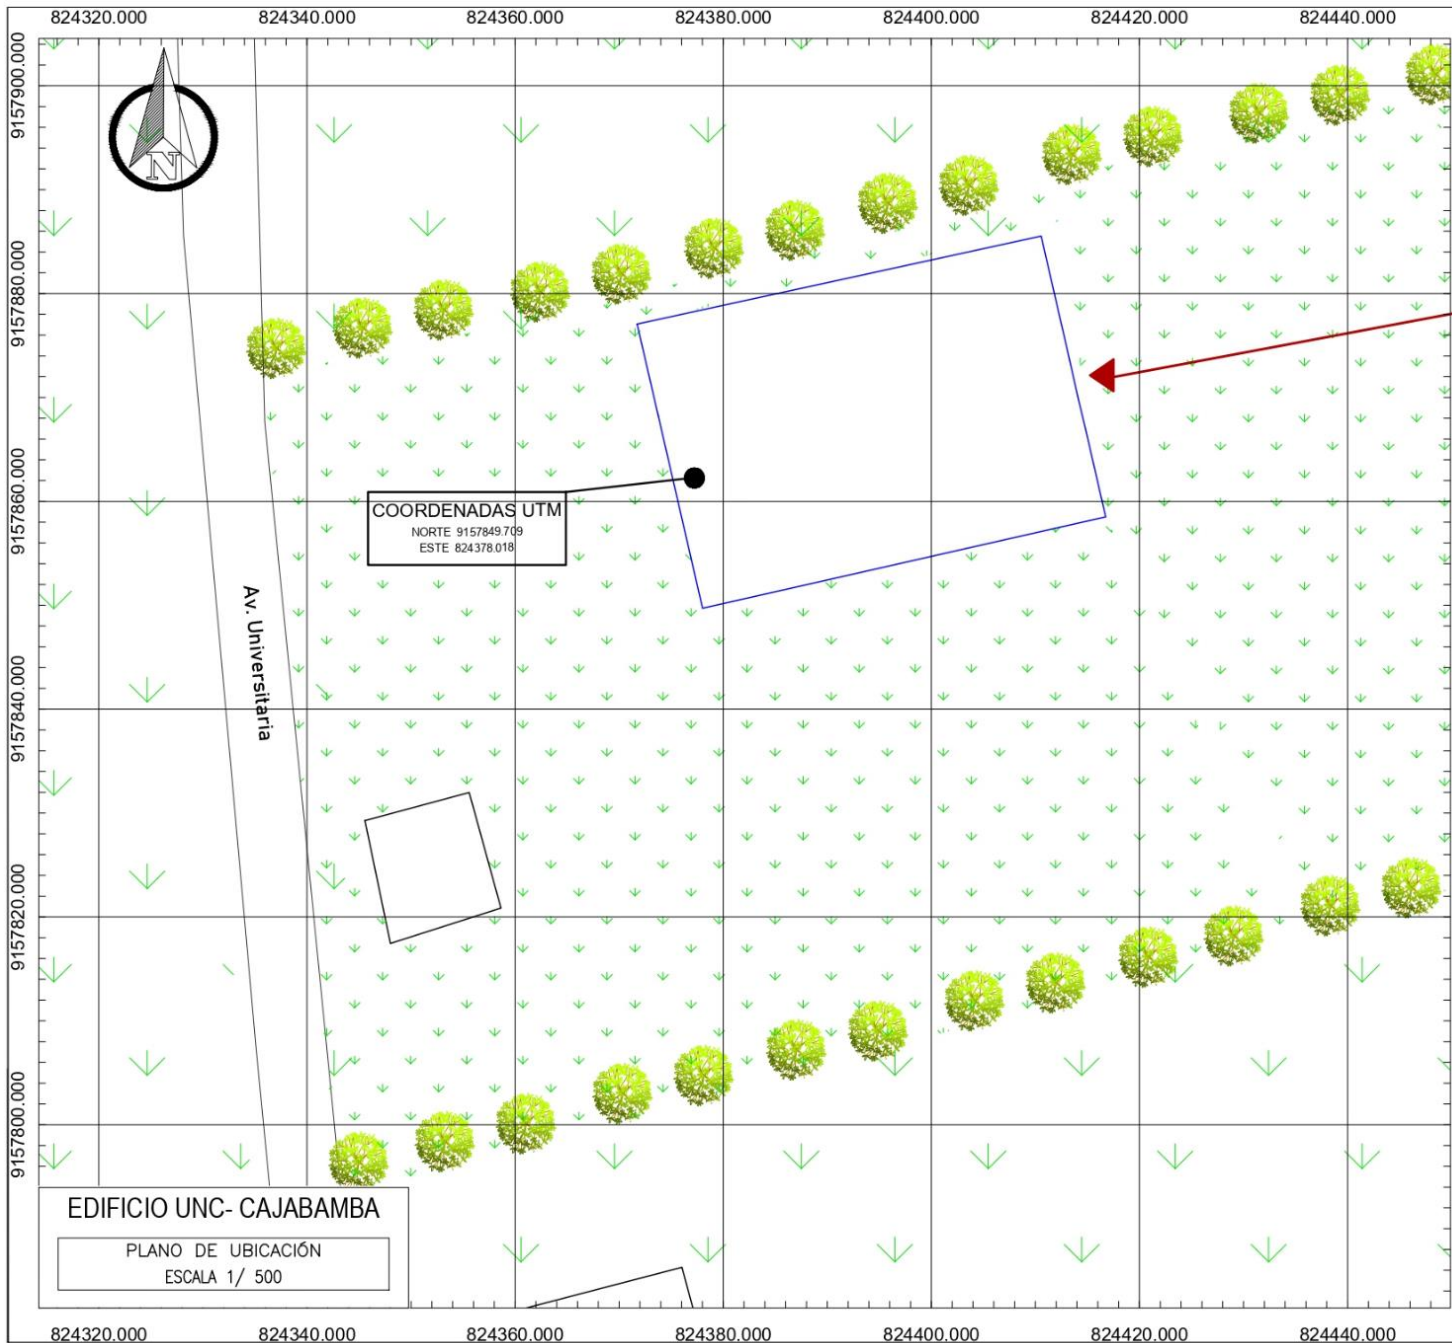 824320.000 824340.000 824360.000 824380.000 824400.000 824420.000 824440.000
9157900.000
N
9157880.000
9157860.000
COORDENADAS UTM
NORTE 9157849.709
ESTE 824378.018
Av. Universitaria
9157840.000
9157820.000
9157800.000
EDIFICIO UNC- CAJABAMBA
PLANO DE UBICACIÓN
ESCALA 1/ 500
824320.000 824340.000 824360.000 824380.000 824400.000 824420.000 824440.000